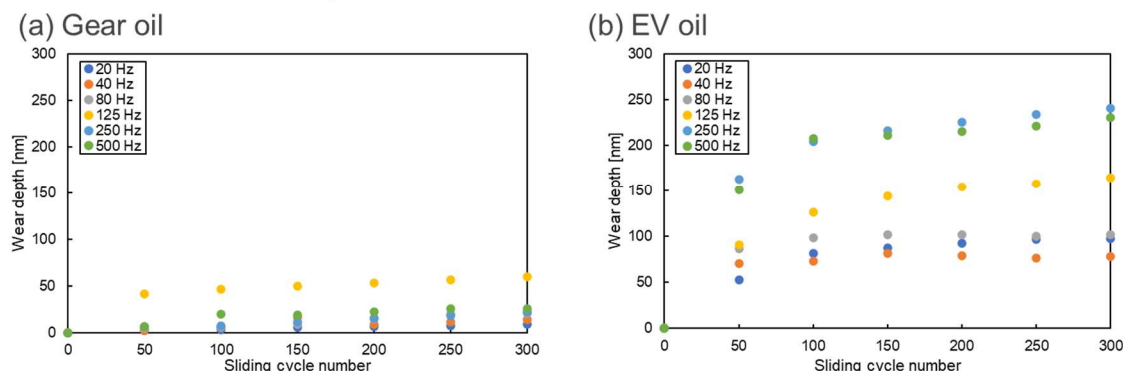 (a) Gear oil
300
250
200
150
100
50
0
Wear depth [nm]
20 Hz
40 Hz
80 Hz
125 Hz
250 Hz
500 Hz
0 50 100 150 200 250 300
Sliding cycle number
(b) EV oil
300
250
200
150
100
50
0
Wear depth [nm]
20 Hz
40 Hz
80 Hz
125 Hz
250 Hz
500 Hz
0 50 100 150 200 250 300
Sliding cycle number